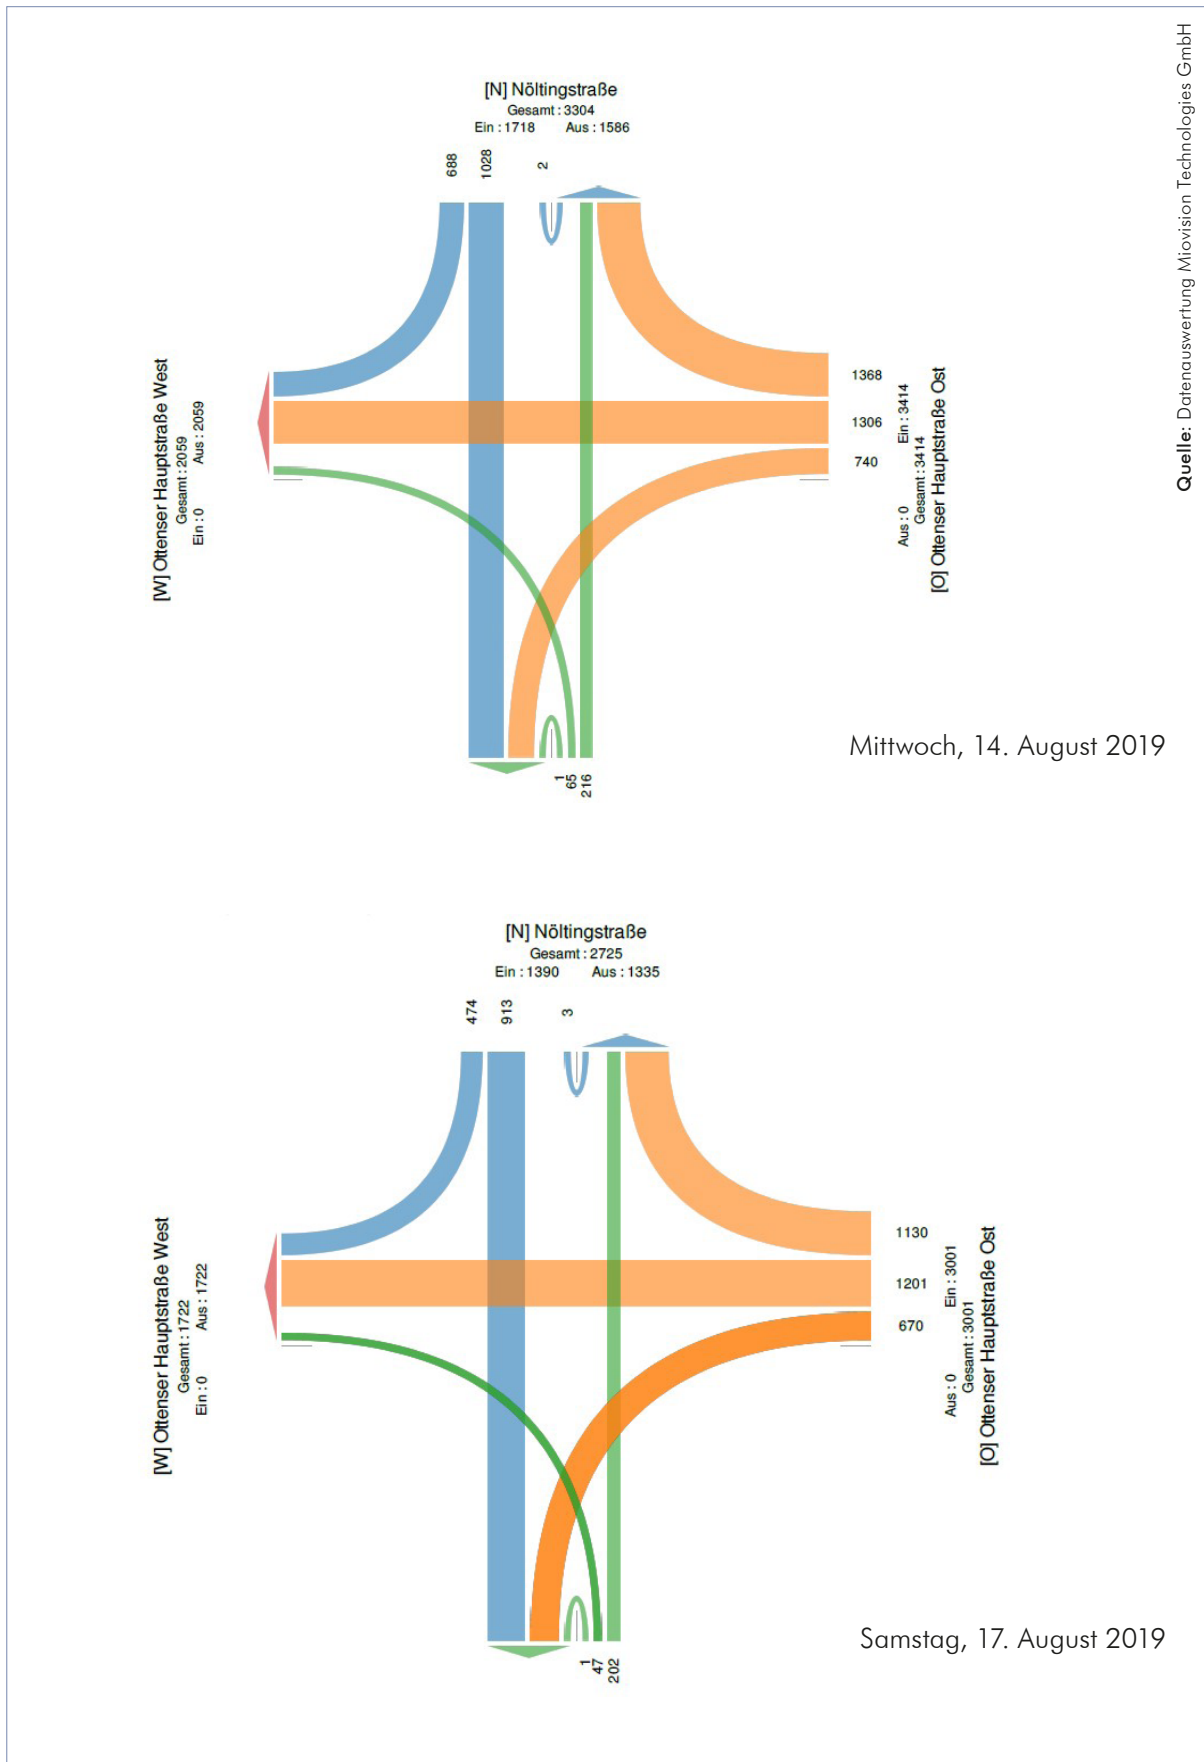 Quelle: Datenauswertung Miovision Technologies GmbH
[N] Nöltingstraße
Gesamt : 3304
Ein : 1718 Aus : 1586
688
1028
2
[W] Ottenser Hauptstraße West
Gesamt : 2059
Ein : 0 Aus : 2059
1368
1306
740
Aus : 0 Ein : 3414
Gesamt : 3414
[O] Ottenser Hauptstraße Ost
1
65
216
Mittwoch, 14. August 2019
[N] Nöltingstraße
Gesamt : 2725
Ein : 1390 Aus : 1335
474
913
3
[W] Ottenser Hauptstraße West
Gesamt : 1722
Ein : 0 Aus : 1722
1130
1201
670
Aus : 0 Ein : 3001
Gesamt : 3001
[O] Ottenser Hauptstraße Ost
1
47
202
Samstag, 17. August 2019